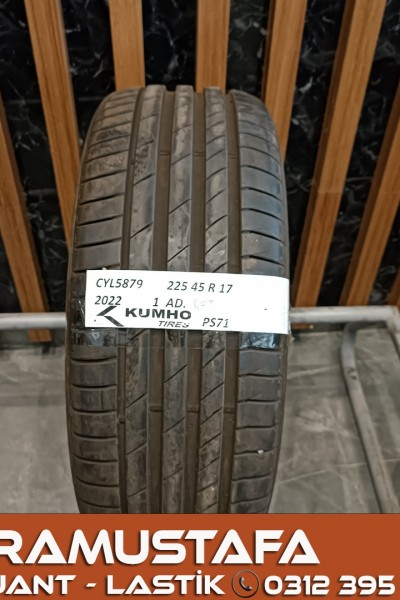 CYL5879 225 45 R 17
2022 1 AD.
KUMHO
TIRES PS71
RAMUSTAFA
JANT - LASTİK 0312 395